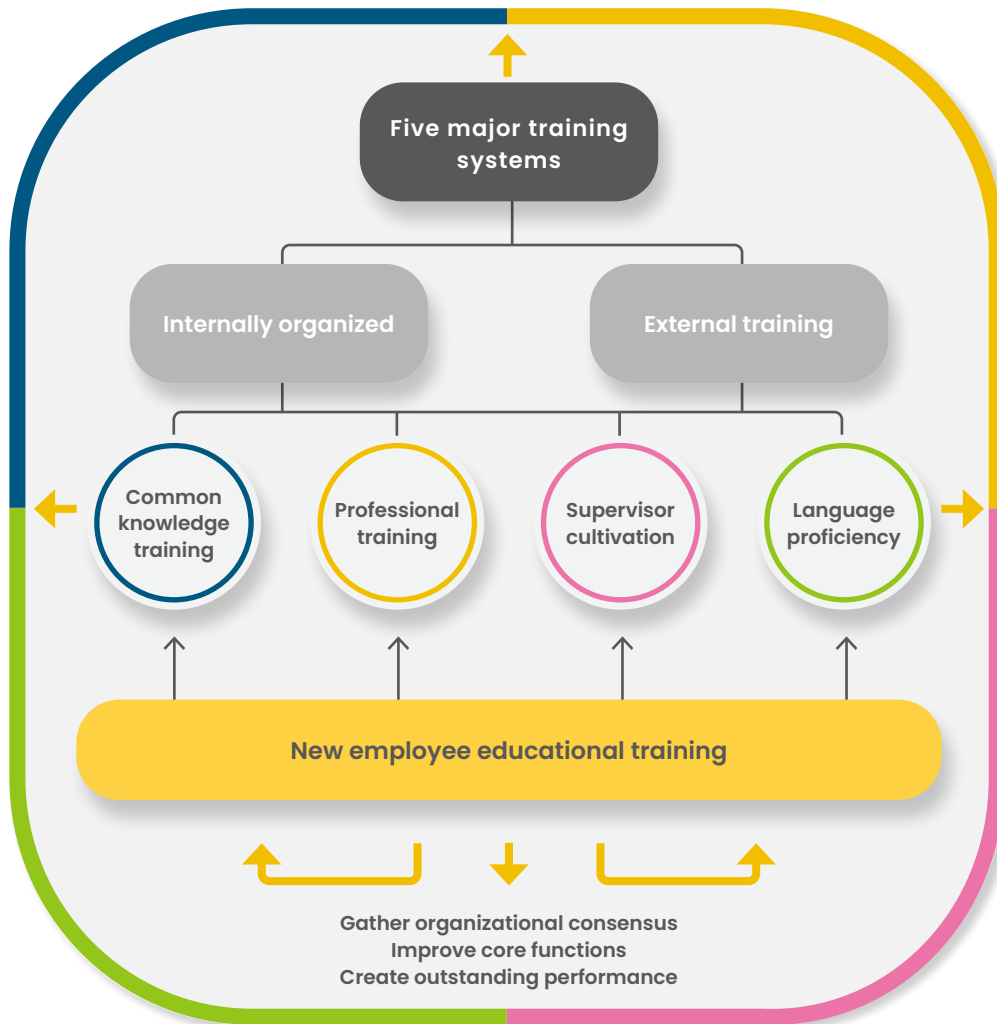 Five major training
systems
Internally organized
External training
Common
knowledge
training
Professional
training
Supervisor
cultivation
Language
proficiency
New employee educational training
Gather organizational consensus
Improve core functions
Create outstanding performance